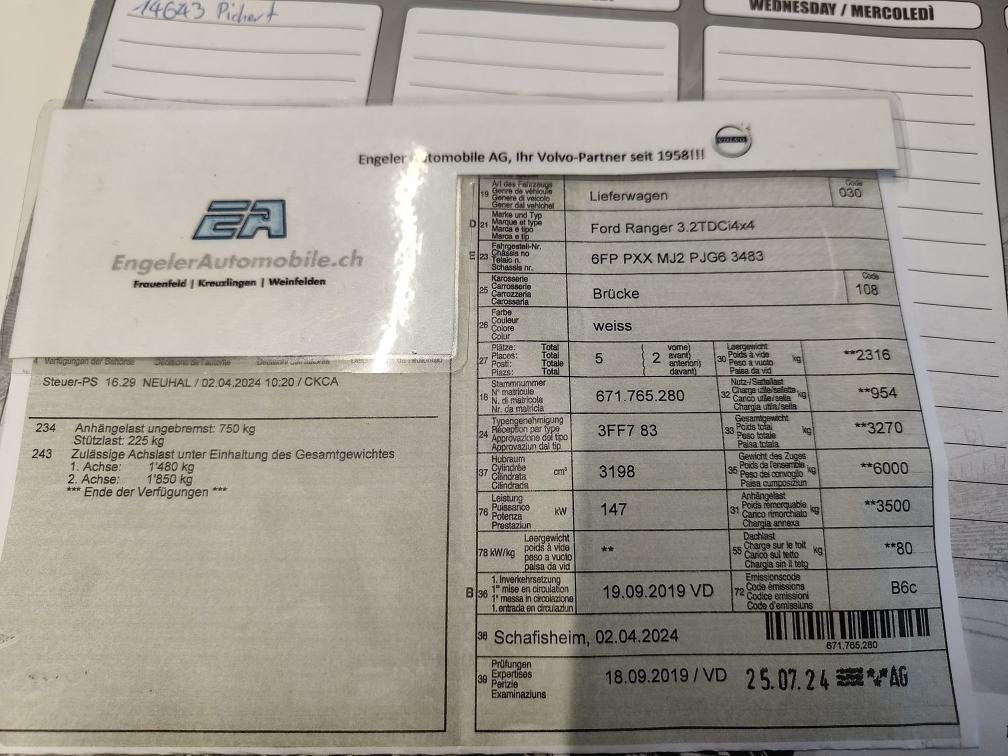 14643 Pichert
WEDNESDAY / MERCOLEDÌ
Engeler Automobile AG, Ihr Volvo-Partner seit 1958!!!
VOLVO
EA
EngelerAutomobile.ch
Frauenfeld | Kreuzlingen | Weinfelden
Verfügungen der Behörde
Steuer-PS 16.29 NEUHAL / 02.04.2024 10:20 / CKCA
234 Anhängelast ungebremst: 750 kg
Stützlast: 225 kg
243 Zulässige Achslast unter Einhaltung des Gesamtgewichtes
1. Achse: 1'480 kg
2. Achse: 1'850 kg
*** Ende der Verfügungen ***
19 Art des Fahrzeugs
Genre de véhicule
Genere di veicolo
Gener dal vehichel
Lieferwagen
Code
030
D 21 Marke und Typ
Marque et type
Marca e tipo
Marca e tip
Ford Ranger 3.2TDCi4x4
E 23 Fahrgestell-Nr.
Châssis no
Telaio n.
Schassis nr.
6FP PXX MJ2 PJG6 3483
25 Karosserie
Carrosserie
Carrozzeria
Carossaria
Brücke
Code
108
26 Farbe
Couleur
Colore
Colur
weiss
27 Plätze: Total
Places: Total
Posti: Totale
Plazs: Total
5 2 vorne)
avant)
anteriori)
davant)
30 Leergewicht
Poids à vide
Peso a vuoto
Paisa da vid
kg **2316
18 Stammnummer
N° matricule
N. di matricola
Nr. da matricla
671.765.280
32 Nutz-/Sattellast
Charge utile/sellette
Carico utile/sella
Chargia utila/sella
kg **954
24 Typengenehmigung
Réception par type
Approvazione del tipo
Approvaziun dal tip
3FF7 83
33 Gesamtgewicht
Poids total
Peso totale
Paisa totala
kg **3270
37 Hubraum
Cylindrée
Cilindrata
Cilindrada
cm³ 3198
35 Gewicht des Zuges
Poids de l'ensemble
Peso del convoglio
Paisa cumposiziun
kg **6000
76 Leistung
Puissance
Potenza
Prestaziun
kW 147
31 Anhängelast
Poids remorquable
Carico rimorchiato
Chargia annexa
kg **3500
78 kW/kg Leergewicht
poids à vide
peso a vuoto
paisa da vid
**
55 Dachlast
Charge sur le toit
Carico sul tetto
Chargia sin il tetg
kg **80
B 36 1. Inverkehrsetzung
1re mise en circulation
1a messa in circolazione
1. entrada en circulaziun
19.09.2019 VD
72 Emissionscode
Code émissions
Codice emissioni
Code d'emissiuns
B6c
38 Schafisheim, 02.04.2024
671.765.280
39 Prüfungen
Expertises
Perizie
Examinaziuns
18.09.2019 / VD 25.07.24 AG